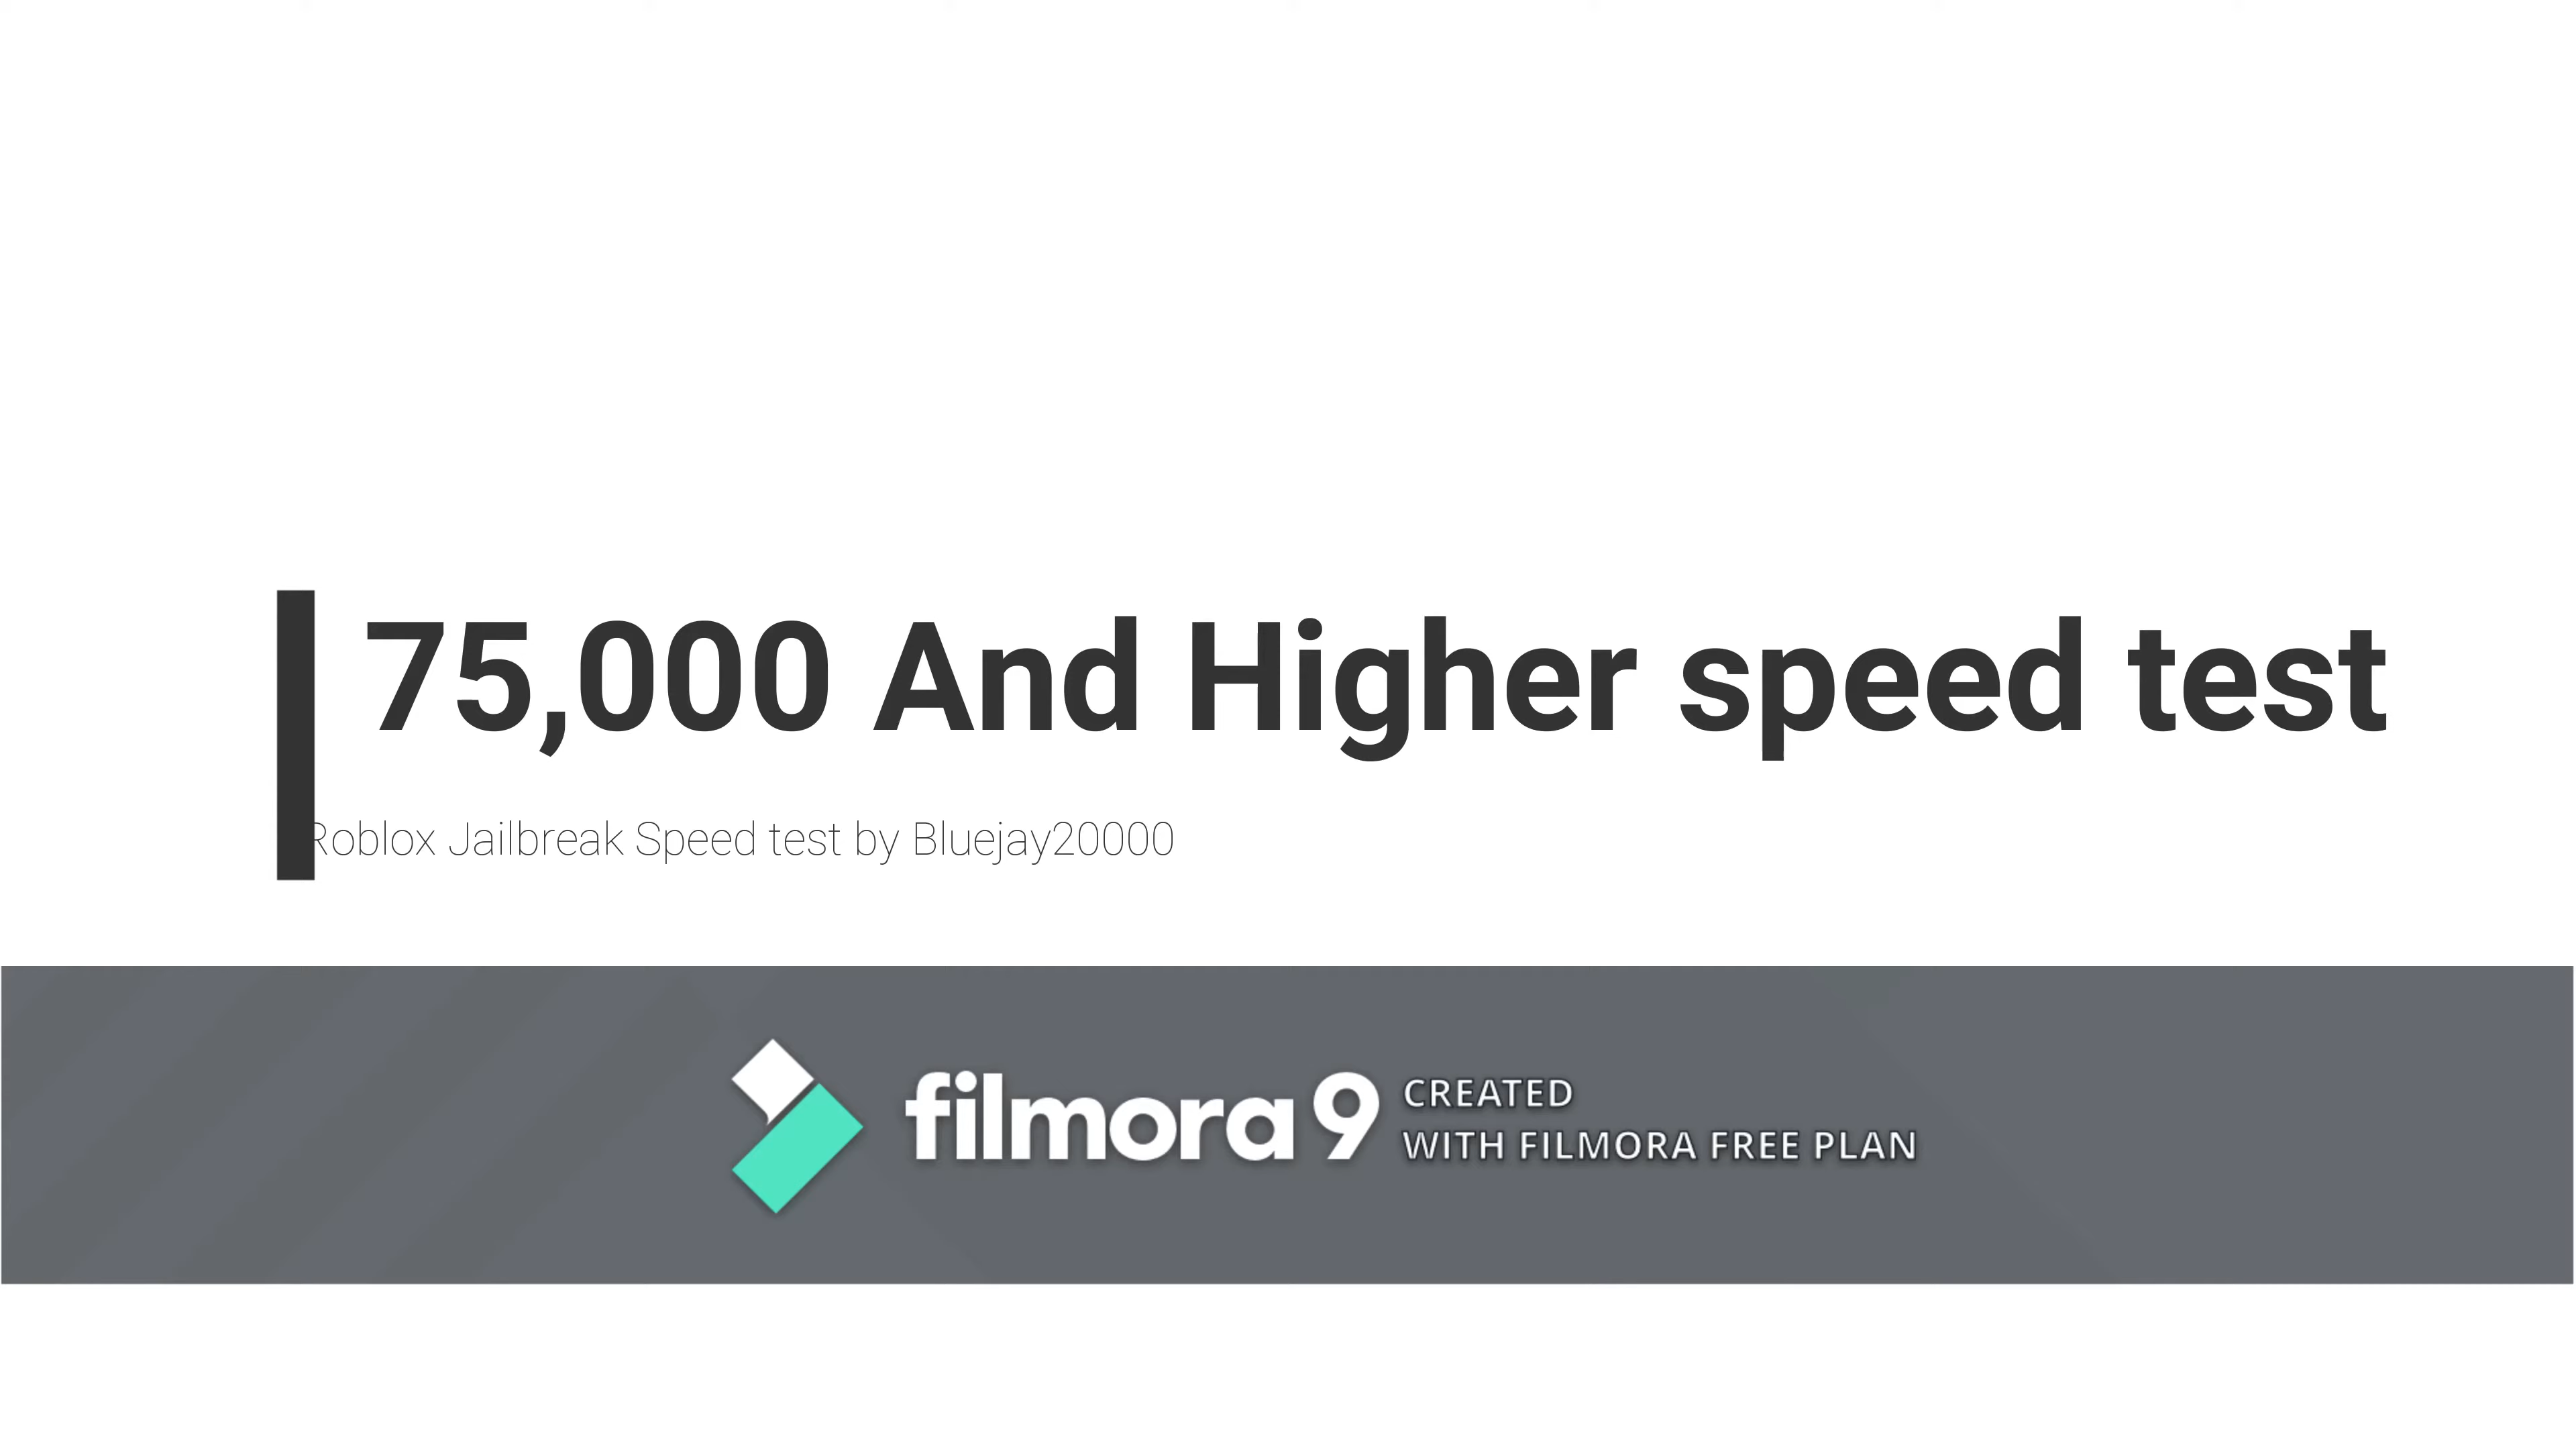 75,000 And Higher speed test
Roblox Jailbreak Speed test by Bluejay20000
filmora 9
CREATED
WITH FILMORA FREE PLAN